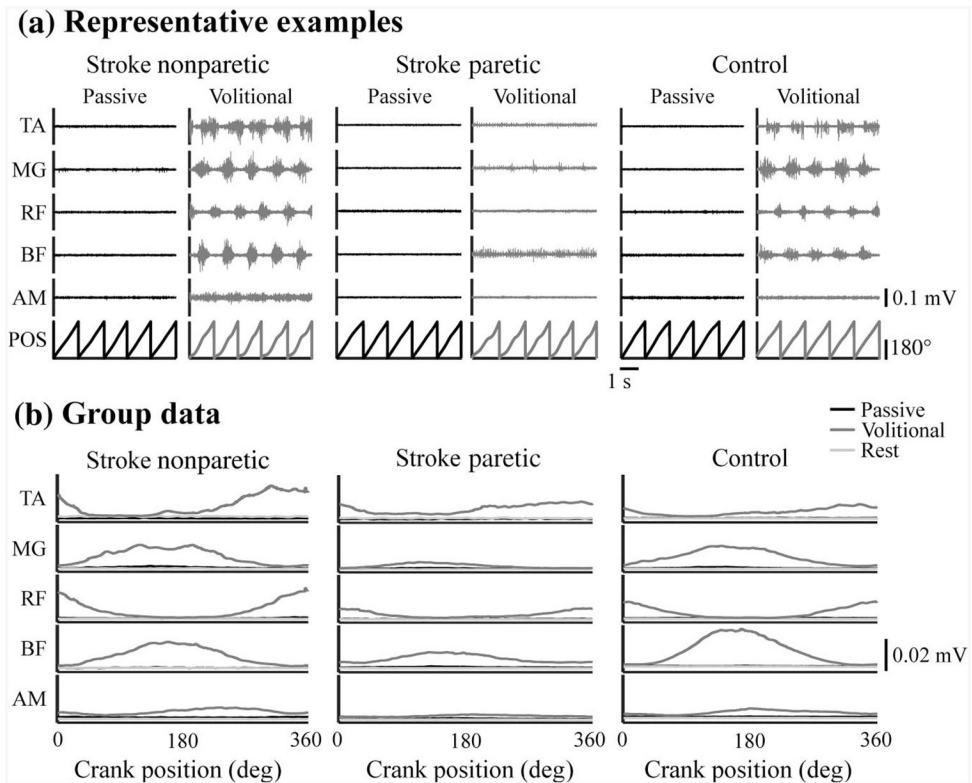 (a) Representative examples
Stroke nonparetic Stroke paretic Control
Passive Volitional Passive Volitional Passive Volitional
TA
MG
RF
BF
AM 0.1 mV
POS 180°
1 s
(b) Group data
Passive
Volitional
Rest
Stroke nonparetic Stroke paretic Control
TA
MG
RF
BF 0.02 mV
AM
0 180 360 0 180 360 0 180 360
Crank position (deg) Crank position (deg) Crank position (deg)